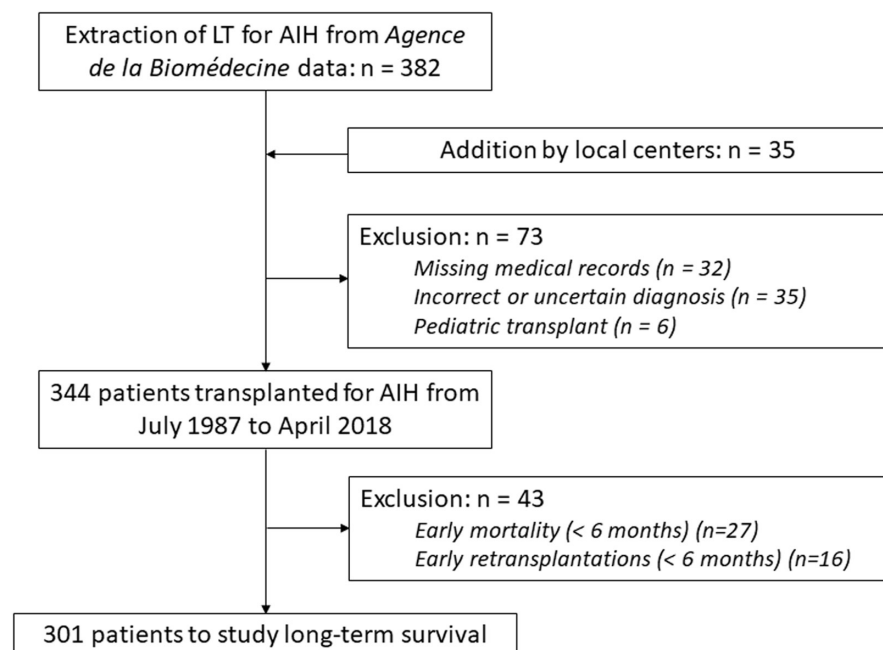 Extraction of LT for AIH from Agence
de la Biomédecine data: n = 382
Addition by local centers: n = 35
Exclusion: n = 73
Missing medical records (n = 32)
Incorrect or uncertain diagnosis (n = 35)
Pediatric transplant (n = 6)
344 patients transplanted for AIH from
July 1987 to April 2018
Exclusion: n = 43
Early mortality (< 6 months) (n=27)
Early retransplantations (< 6 months) (n=16)
301 patients to study long-term survival